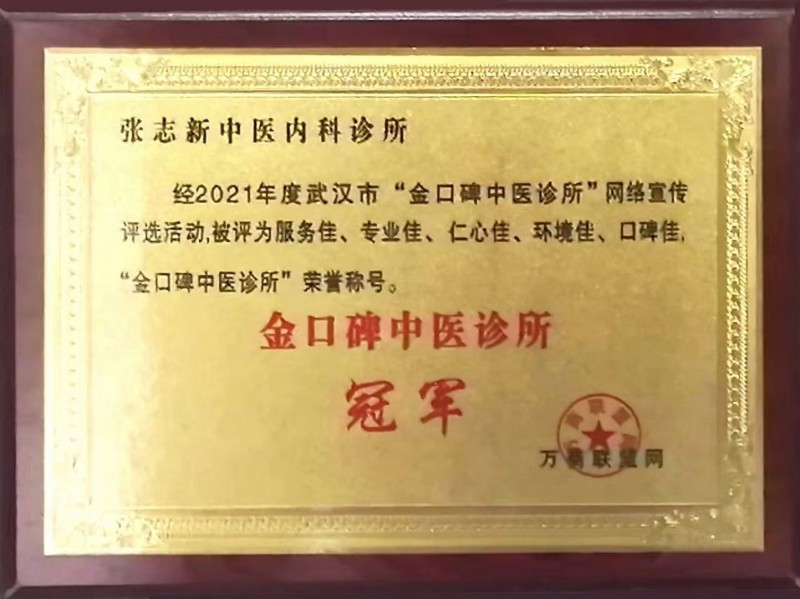 张志新中医内科诊所
经2021年度武汉市“金口碑中医诊所”网络宣传
评选活动,被评为服务佳、专业佳、仁心佳、环境佳、口碑佳,
“金口碑中医诊所”荣誉称号。
金口碑中医诊所
冠军
万 联盟网